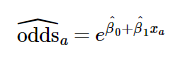 $\widehat{\text{odds}}_a = e^{\hat{\beta}_0 + \hat{\beta}_1 x_a}$